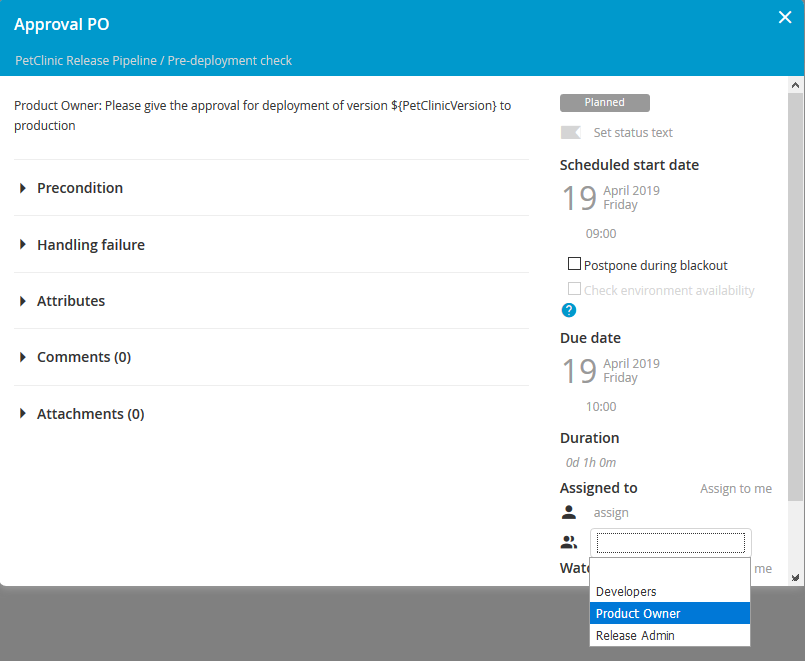 Approval PO
PetClinic Release Pipeline / Pre-deployment check
Product Owner: Please give the approval for deployment of version ${PetClinicVersion} to
production
Precondition
Handling failure
Attributes
Comments (0)
Attachments (0)
Planned
Set status text
Scheduled start date
19 April 2019
Friday
09:00
Postpone during blackout
Check environment availability
?
Due date
19 April 2019
Friday
10:00
Duration
0d 1h 0m
Assigned to Assign to me
assign
Wat me
Developers
Product Owner
Release Admin